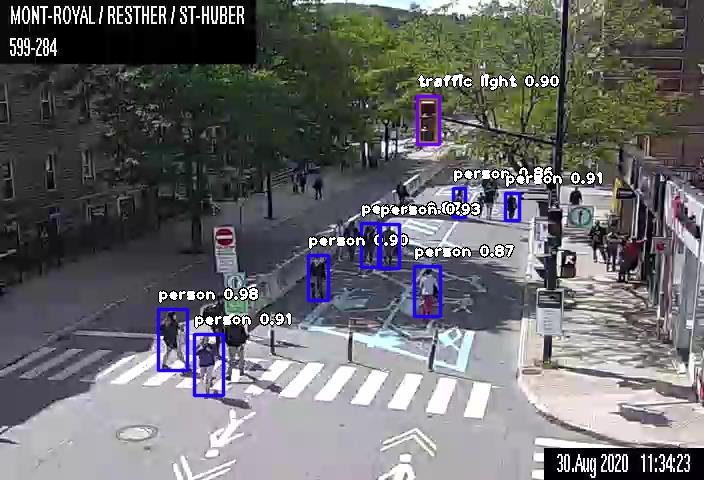 MONT-ROYAL / RESTHER / ST-HUBER
599-284
traffic light 0.90
person 0.91
person 0.93
person 0.90
person 0.87
person 0.98
person 0.91
30.Aug 2020 11:34:23